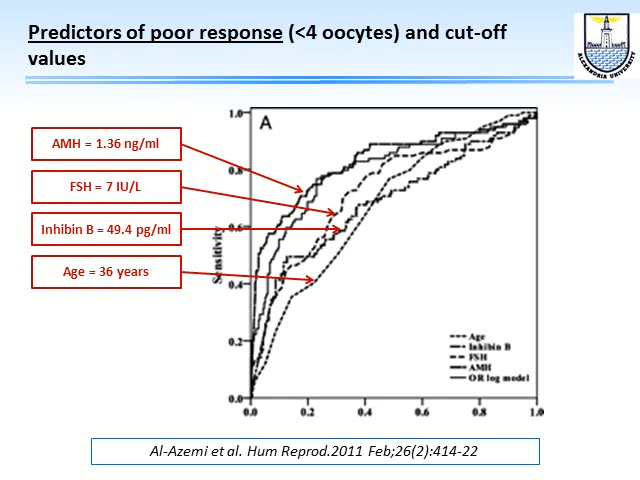 Predictors of poor response (<4 oocytes) and cut-off
values
ALEXANDRIA UNIVERSITY
A
AMH = 1.36 ng/ml
FSH = 7 IU/L
Inhibin B = 49.4 pg/ml
Age = 36 years
Sensitivity
1.0
0.8
0.6
0.4
0.2
0.0
Age
Inhibin B
FSH
AMH
OR log model
0.0 0.2 0.4 0.6 0.8 1.0
Al-Azemi et al. Hum Reprod.2011 Feb;26(2):414-22